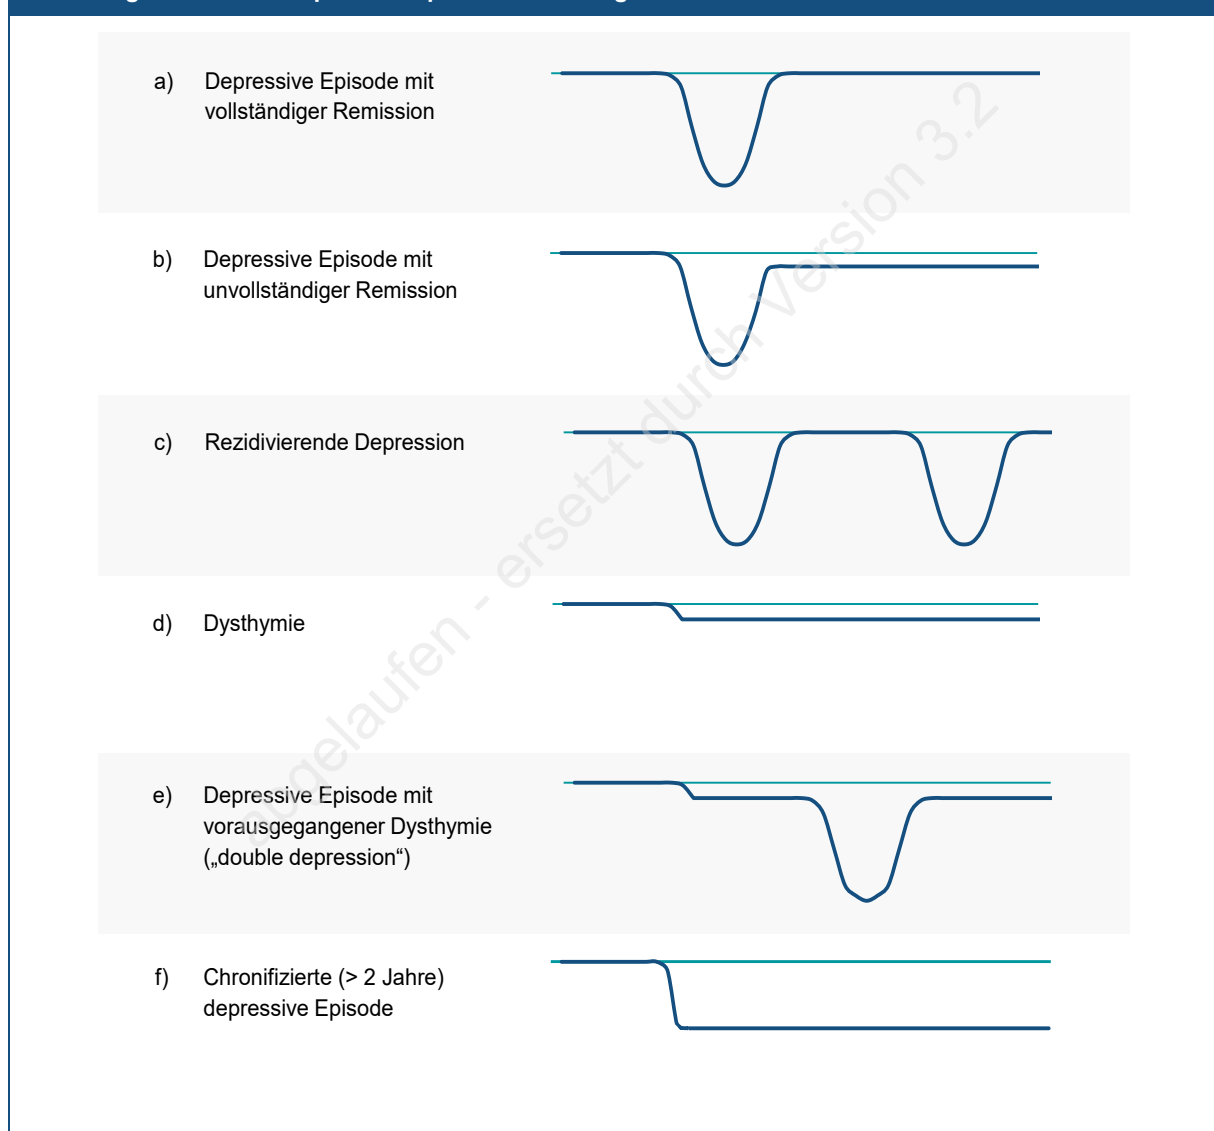 a) Depressive Episode mit
vollständiger Remission
b) Depressive Episode mit
unvollständiger Remission
c) Rezidivierende Depression
d) Dysthymie
e) Depressive Episode mit
vorausgegangener Dysthymie
(„double depression“)
f) Chronifizierte (> 2 Jahre)
depressive Episode
abgelaufen - ersetzt durch Version 3.2